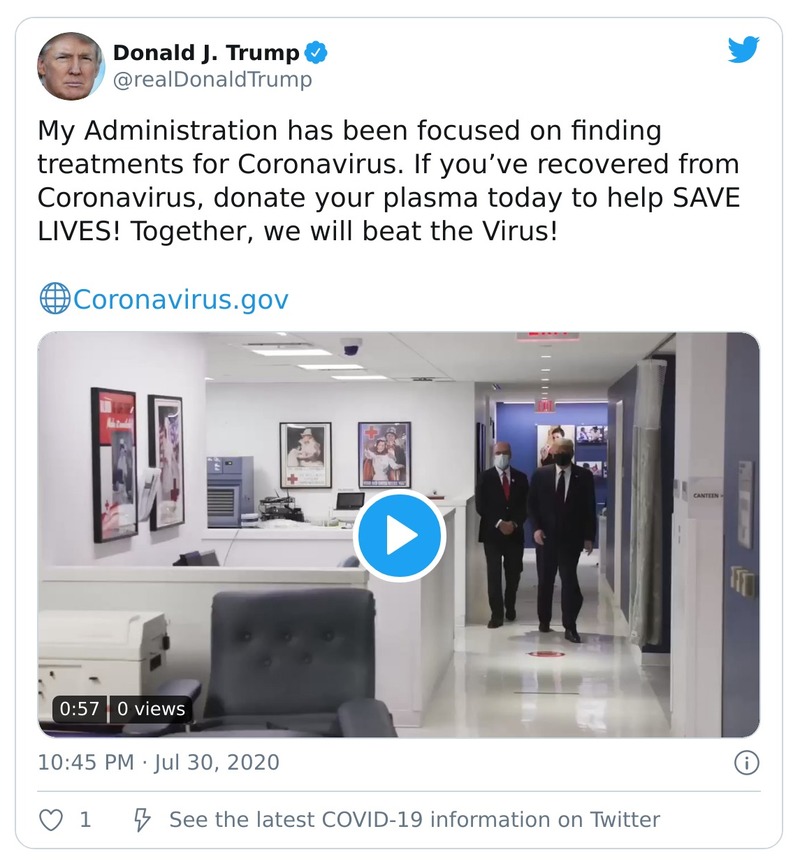 Donald J. Trump
@realDonaldTrump
My Administration has been focused on finding
treatments for Coronavirus. If you’ve recovered from
Coronavirus, donate your plasma today to help SAVE
LIVES! Together, we will beat the Virus!
Coronavirus.gov
CANTEEN
0:57 0 views
10:45 PM · Jul 30, 2020
1 See the latest COVID-19 information on Twitter